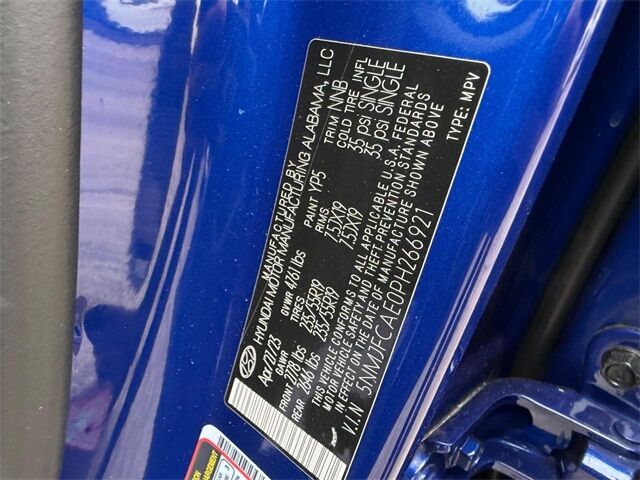 MANUFACTURED BY
HYUNDAI MOTOR MANUFACTURING ALABAMA, LLC
Apr/27/23 GVWR 4761 lbs PAINT YP5 TRIM NNB
GAWR TIRES RIMS COLD TIRE INFL
FRONT 2778 lbs 235/55R19 7.5JX19 35 psi SINGLE
REAR 2646 lbs 235/55R19 7.5JX19 35 psi SINGLE
THIS VEHICLE CONFORMS TO ALL APPLICABLE U.S.A. FEDERAL
MOTOR VEHICLE SAFETY AND THEFT PREVENTION STANDARDS
IN EFFECT ON THE DATE OF MANUFACTURE SHOWN ABOVE
V.I.N 5NMJFCAE0PH266921 TYPE: MPV